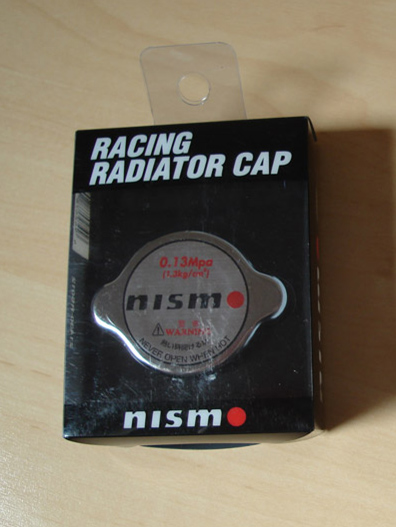 RACING
RADIATOR CAP
0.13Mpa
(1.3kg/cm²)
nismo
⚠WARNING
NEVER OPEN WHEN HOT
nismo